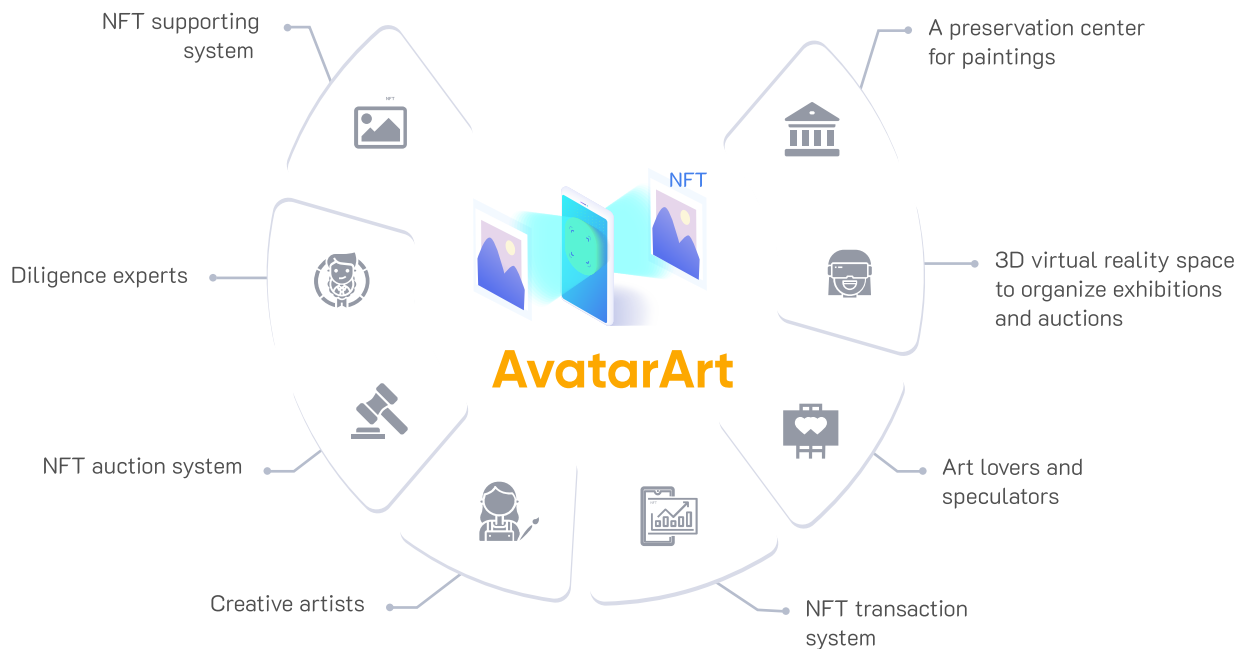 NFT supporting
system
A preservation center
for paintings
NFT
NFT
Diligence experts
3D virtual reality space
to organize exhibitions
and auctions
AvatarArt
NFT auction system
Art lovers and
speculators
Creative artists
NFT transaction
system